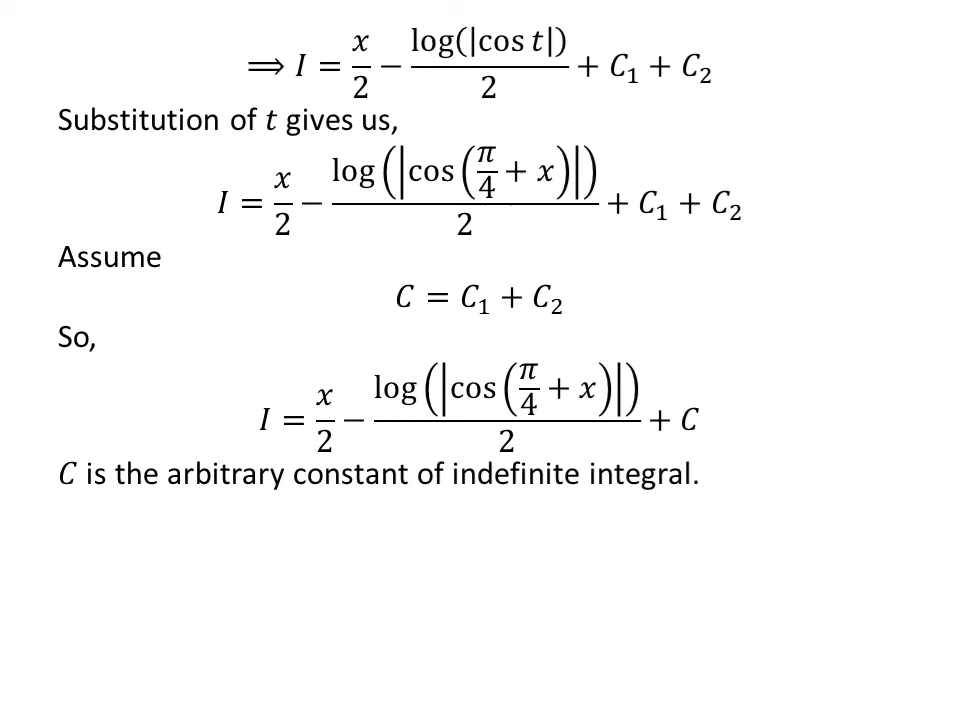 ⟹ I = x/2 − log(|cos t|)/2 + C₁ + C₂
Substitution of t gives us,
I = x/2 − log(|cos(π/4 + x)|)/2 + C₁ + C₂
Assume
C = C₁ + C₂
So,
I = x/2 − log(|cos(π/4 + x)|)/2 + C
C is the arbitrary constant of indefinite integral.